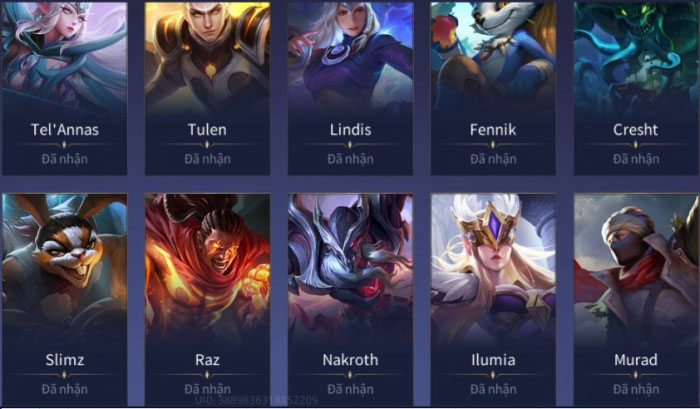 Tel'Annas
Tulen
Lindis
Fennik
Cresht
Đã nhận
Đã nhận
Đã nhận
Đã nhận
Đã nhận
Slimz
Raz
Nakroth
Ilumia
Murad
Đã nhận
Đã nhận
Đã nhận
Đã nhận
Đã nhận
UID-3889836318852209